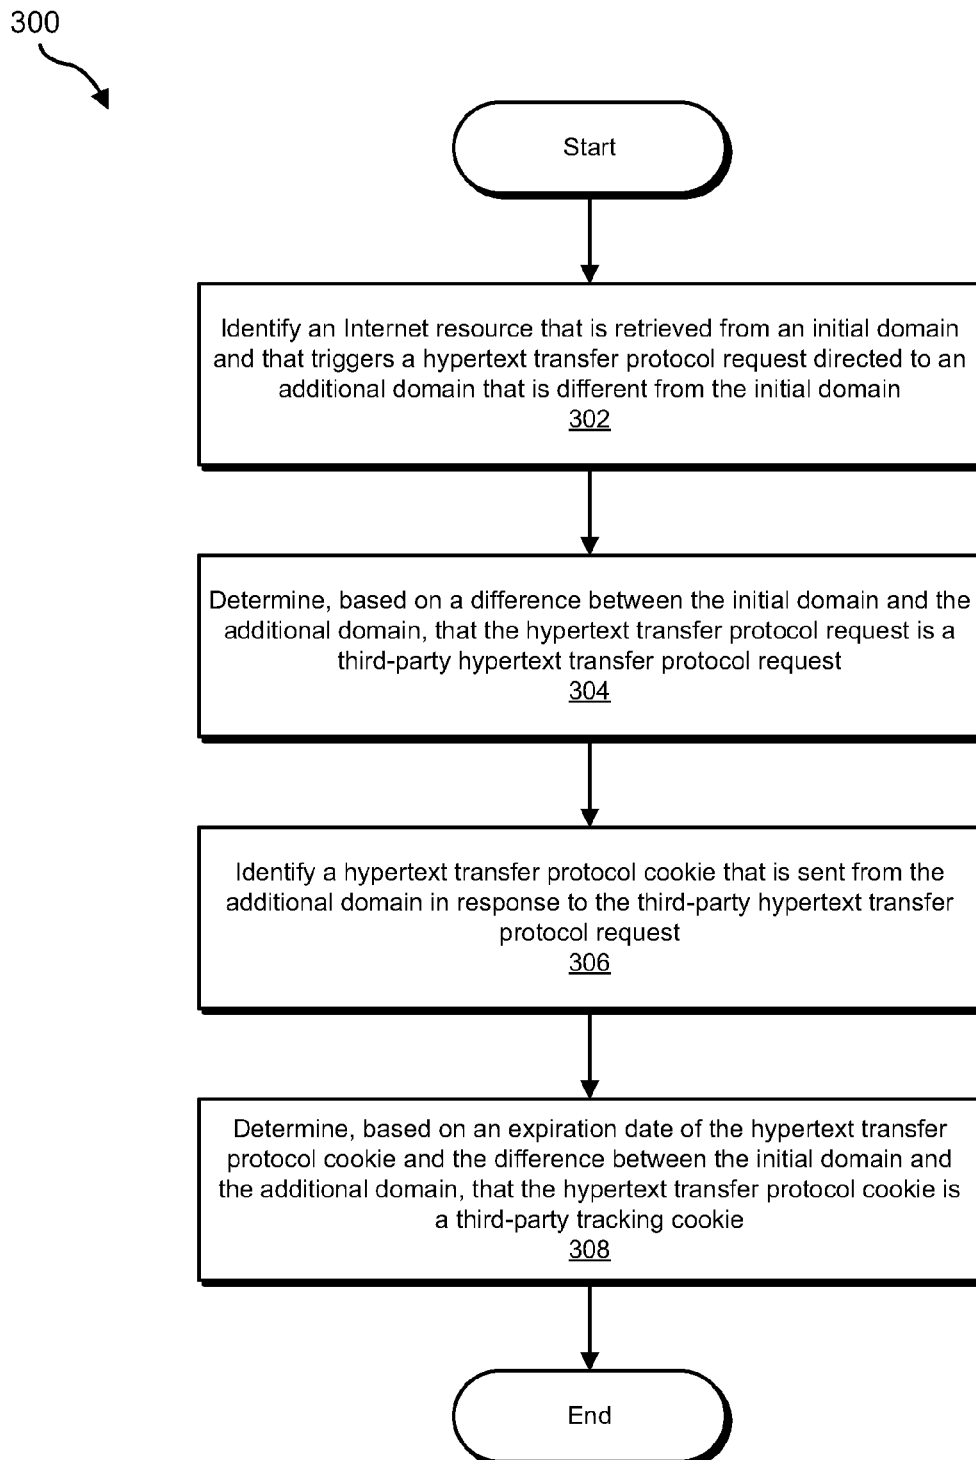 300
Start
Identify an Internet resource that is retrieved from an initial domain
and that triggers a hypertext transfer protocol request directed to an
additional domain that is different from the initial domain
302
Determine, based on a difference between the initial domain and the
additional domain, that the hypertext transfer protocol request is a
third-party hypertext transfer protocol request
304
Identify a hypertext transfer protocol cookie that is sent from the
additional domain in response to the third-party hypertext transfer
protocol request
306
Determine, based on an expiration date of the hypertext transfer
protocol cookie and the difference between the initial domain and
the additional domain, that the hypertext transfer protocol cookie is
a third-party tracking cookie
308
End